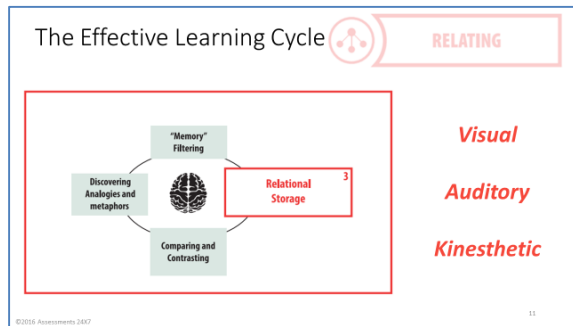 The Effective Learning Cycle
RELATING
"Memory"
Filtering
Discovering
Analogies and
metaphors
3
Relational
Storage
Comparing and
Contrasting
Visual
Auditory
Kinesthetic
©2016 Assessments 24X7
11